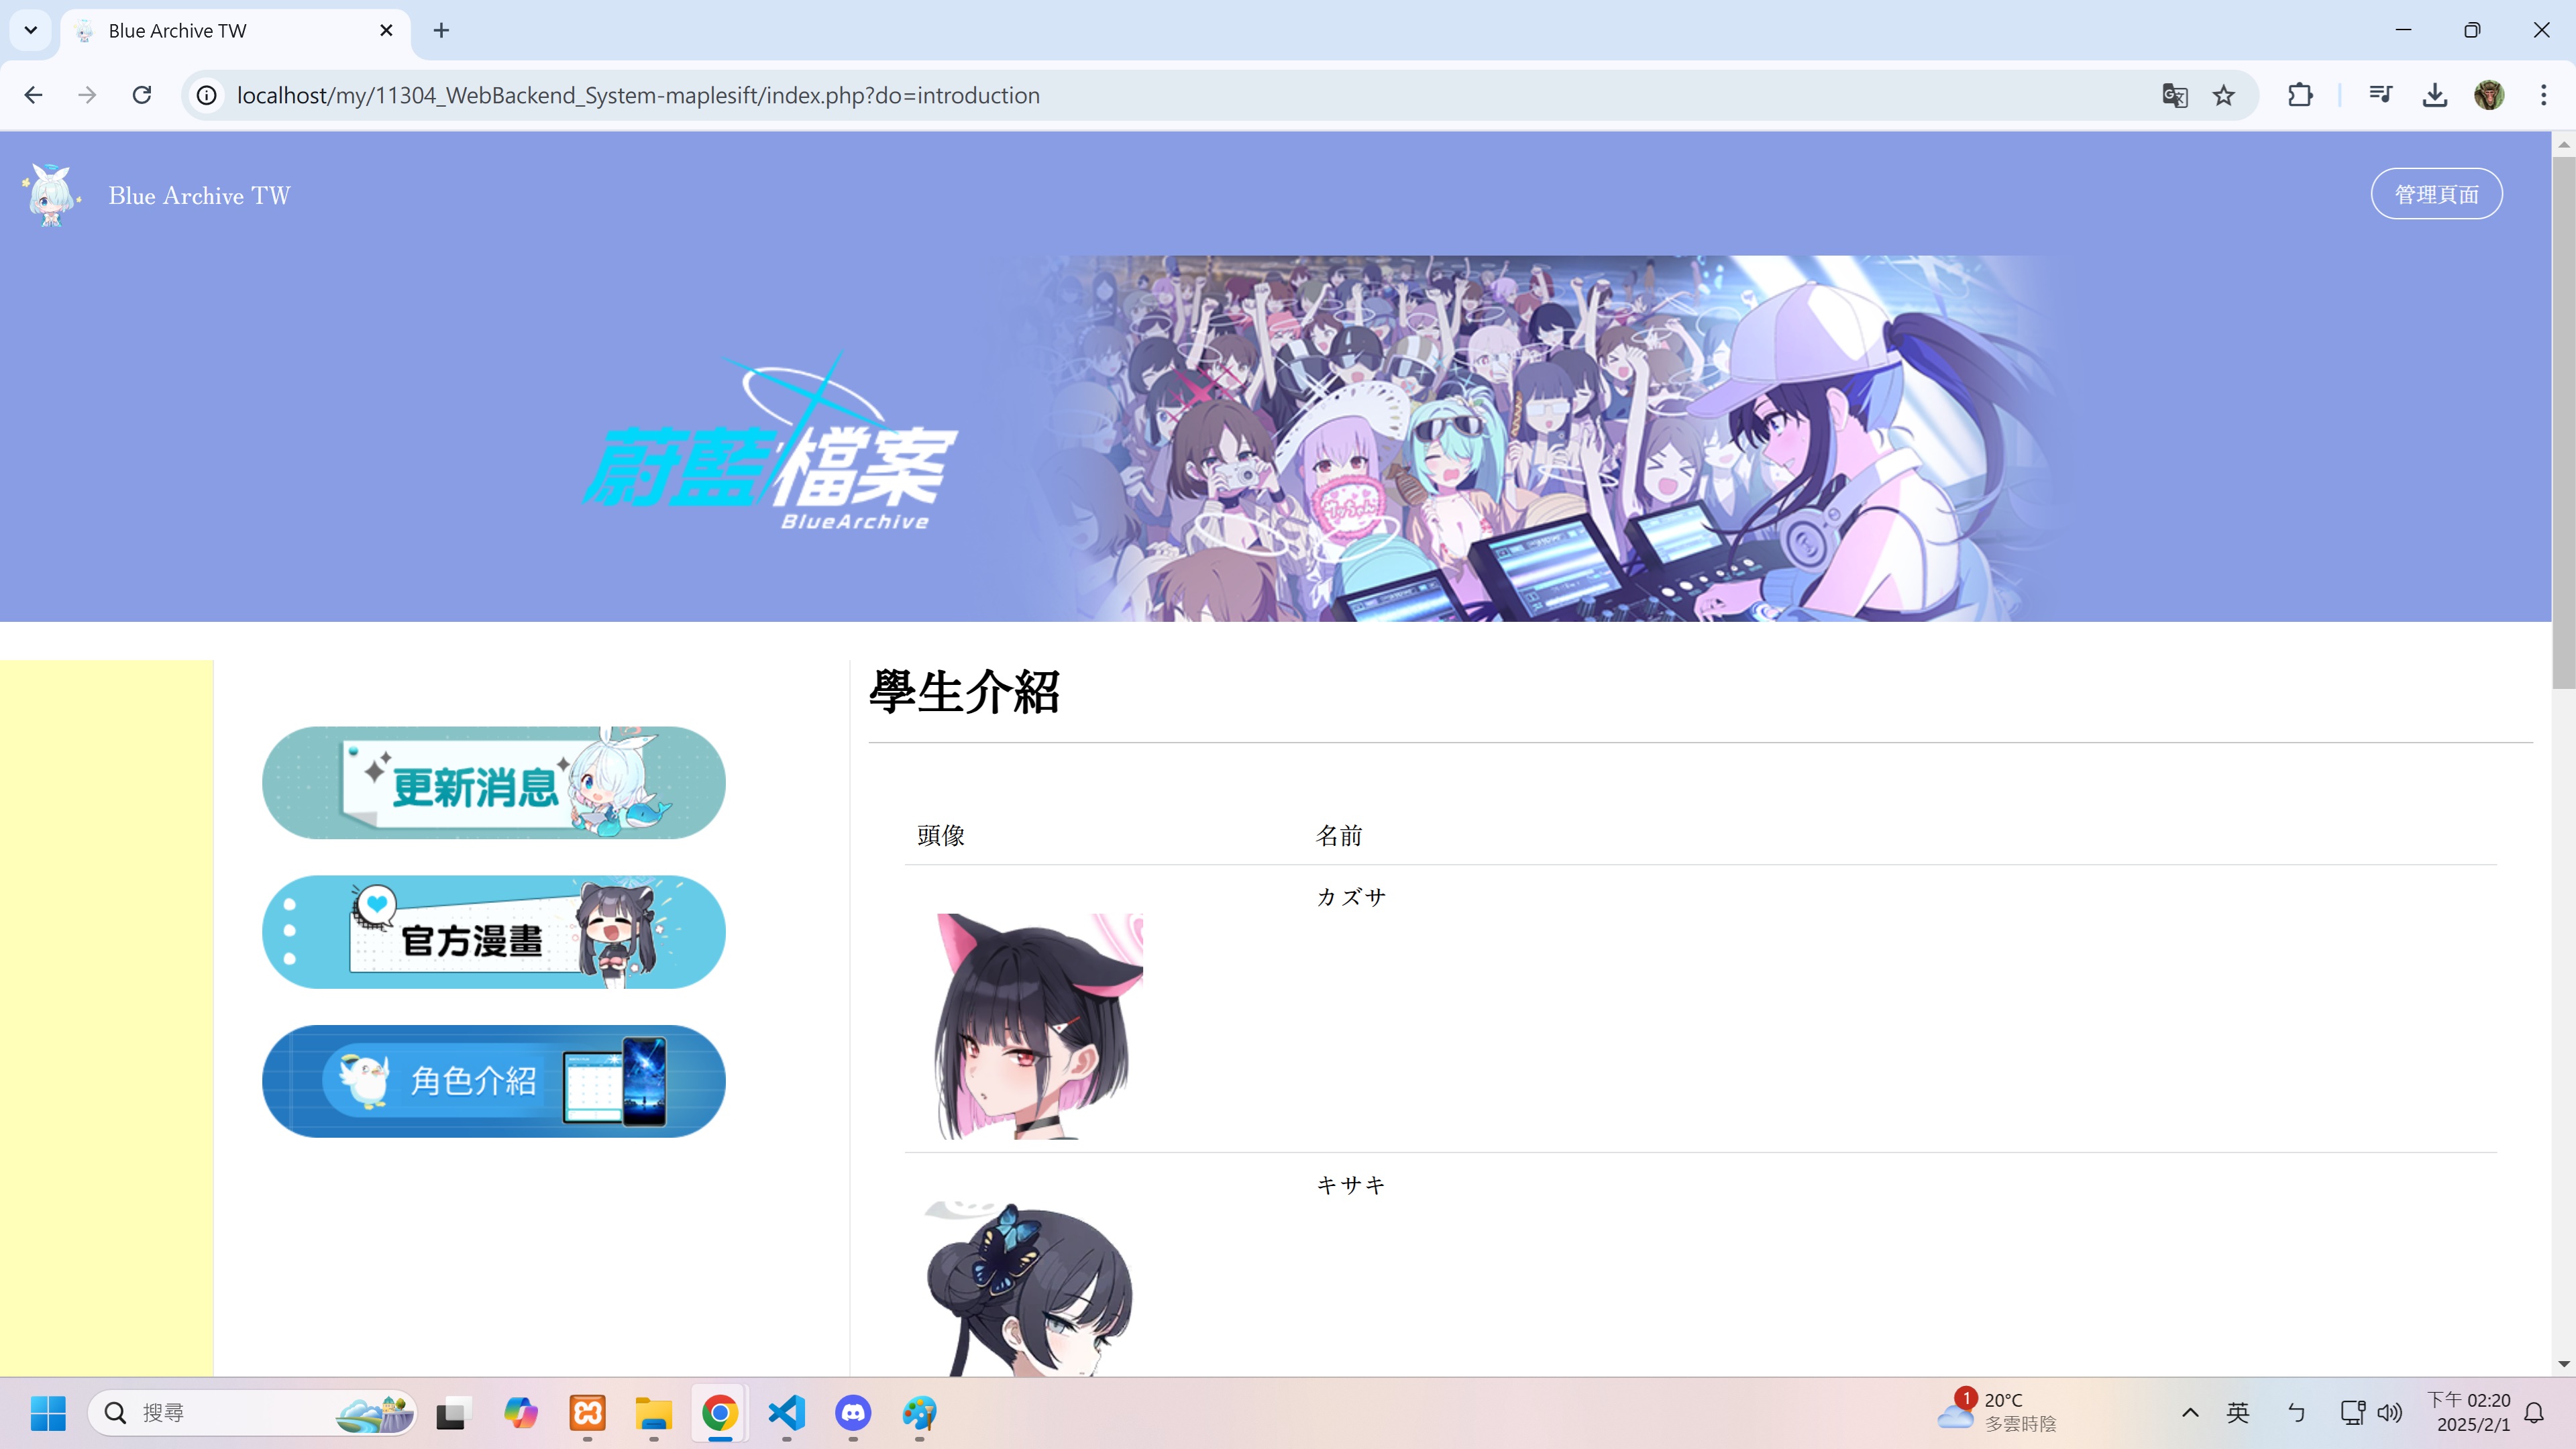 Blue Archive TW
localhost/my/11304_WebBackend_System-maplesift/index.php?do=introduction
Blue Archive TW
管理頁面
蔚藍檔案
BlueArchive
學生介紹
更新消息
官方漫畫
角色介紹
頭像 名前
カズサ
キサキ
搜尋
1
20°C
多雲時陰
英
ㄅ
下午 02:20
2025/2/1